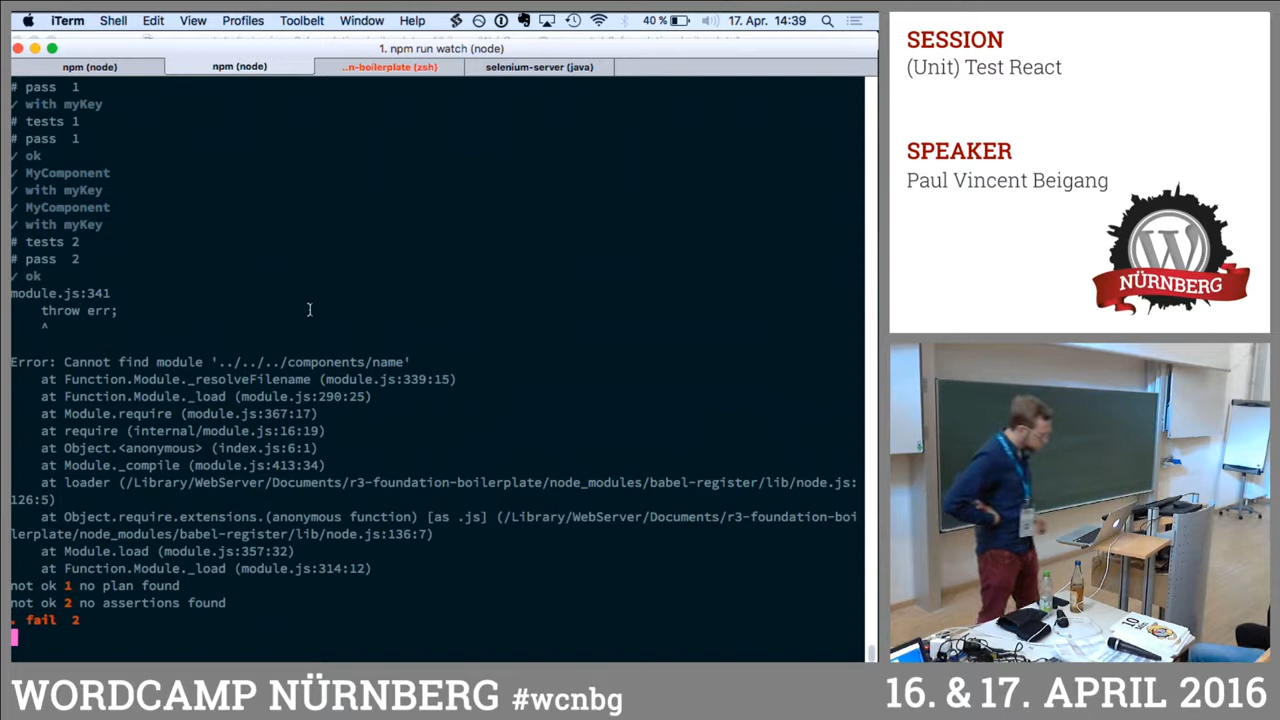 iTerm Shell Edit View Profiles Toolbelt Window Help 40 % 17. Apr. 14:39
1. npm run watch (node)
npm (node) npm (node) ..n-boilerplate (zsh) selenium-server (java)
# pass 1
✓ with myKey
# tests 1
# pass 1
✓ ok
✓ MyComponent
✓ with myKey
✓ MyComponent
✓ with myKey
# tests 2
# pass 2
✓ ok
module.js:341
throw err;
^
Error: Cannot find module '../../../components/name'
at Function.Module._resolveFilename (module.js:339:15)
at Function.Module._load (module.js:290:25)
at Module.require (module.js:367:17)
at require (internal/module.js:16:19)
at Object.<anonymous> (index.js:6:1)
at Module._compile (module.js:413:34)
at loader (/Library/WebServer/Documents/r3-foundation-boilerplate/node_modules/babel-register/lib/node.js:
126:5)
at Object.require.extensions.(anonymous function) [as .js] (/Library/WebServer/Documents/r3-foundation-boi
lerplate/node_modules/babel-register/lib/node.js:136:7)
at Module.load (module.js:357:32)
at Function.Module._load (module.js:314:12)
not ok 1 no plan found
not ok 2 no assertions found
fail 2
SESSION
(Unit) Test React
SPEAKER
Paul Vincent Beigang
W
NÜRNBERG
WORDCAMP NÜRNBERG #wcnbg
16. & 17. APRIL 2016